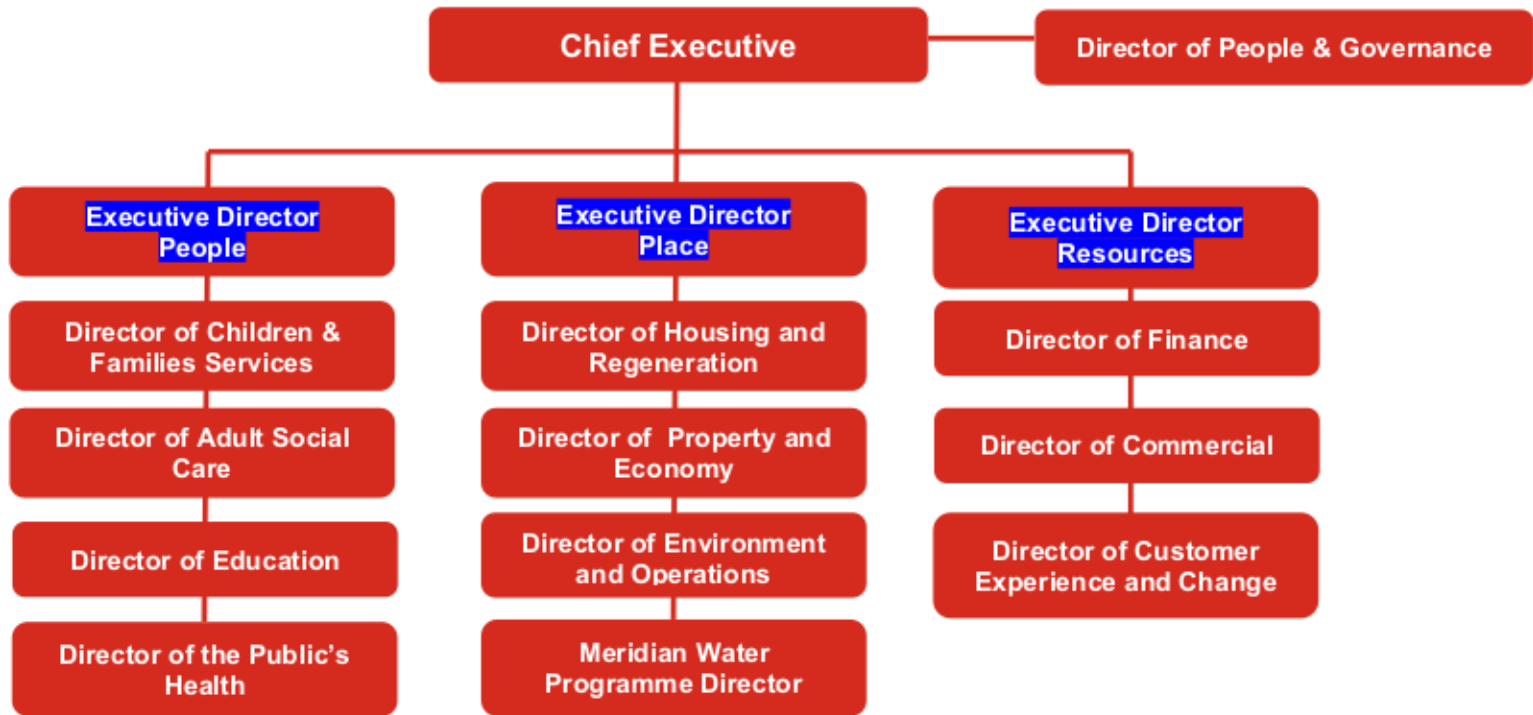 Chief Executive
Director of People & Governance
Executive Director
People
Director of Children &
Families Services
Director of Adult Social
Care
Director of Education
Director of the Public’s
Health
Executive Director
Place
Director of Housing and
Regeneration
Director of  Property and
Economy
Director of Environment
and Operations
Meridian Water
Programme Director
Executive Director
Resources
Director of Finance
Director of Commercial
Director of Customer
Experience and Change